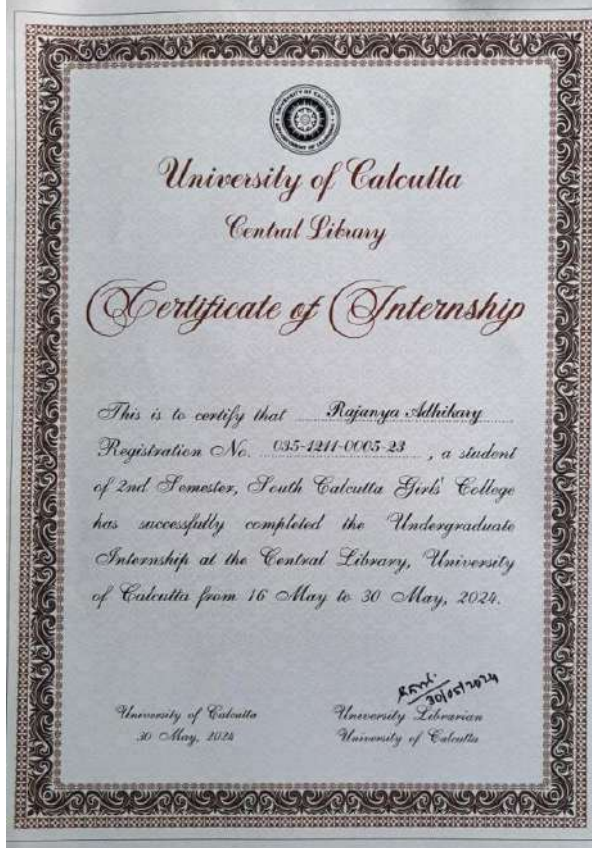 University of Calcutta
Central Library
Certificate of Internship
This is to certify that Rajanya Adhikary
Registration No. 035-1211-0005-23 , a student
of 2nd Semester, South Calcutta Girls' College
has successfully completed the Undergraduate
Internship at the Central Library, University
of Calcutta from 16 May to 30 May, 2024.
30/05/2024
University of Calcutta
30 May, 2024
University Librarian
University of Calcutta